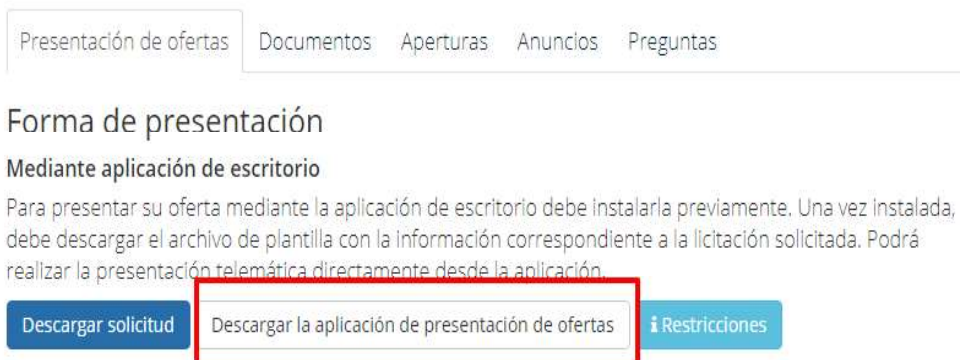 Presentación de ofertas Documentos Aperturas Anuncios Preguntas
Forma de presentación
Mediante aplicación de escritorio
Para presentar su oferta mediante la aplicación de escritorio debe instalarla previamente. Una vez instalada,
debe descargar el archivo de plantilla con la información correspondiente a la licitación solicitada. Podrá
realizar la presentación telemática directamente desde la aplicación.
Descargar solicitud Descargar la aplicación de presentación de ofertas i Restricciones